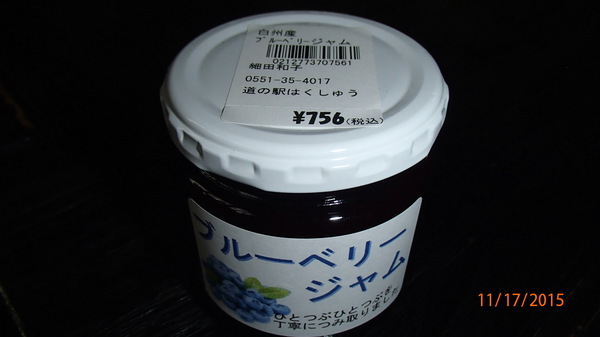 白州産
ブルーベリージャム
0212773707561
細田和子
0551-35-4017
道の駅はくしゅう
¥756(税込)
ブルーベリー
ジャム
ひとつぶひとつぶを
丁寧につみ取りました
11/17/2015